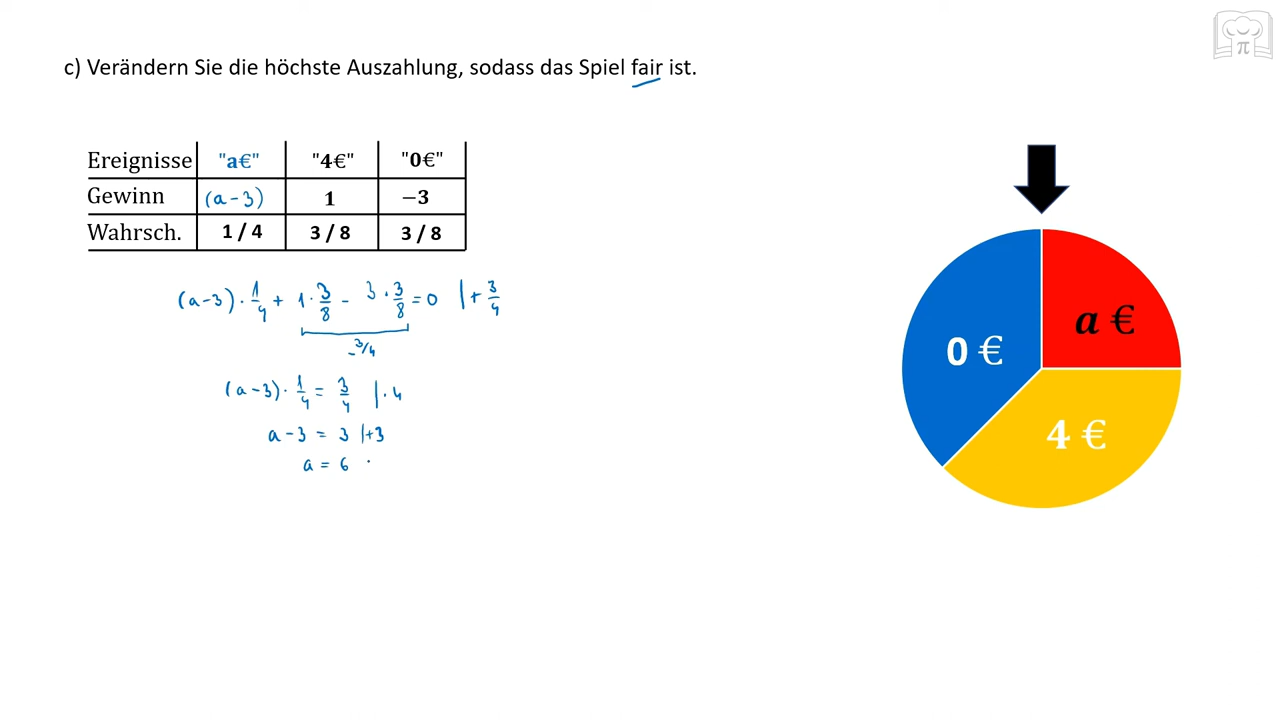 c) Verändern Sie die höchste Auszahlung, sodass das Spiel fair ist.
Ereignisse "a€" "4€" "0€"
Gewinn (a-3) 1 −3
Wahrsch. 1 / 4 3 / 8 3 / 8
(a-3) · 1/4 + 1 · 3/8 - 3 · 3/8 = 0 | + 3/4
-3/4
(a-3) · 1/4 = 3/4 | · 4
a - 3 = 3 | +3
a = 6
0 €
a €
4 €
π